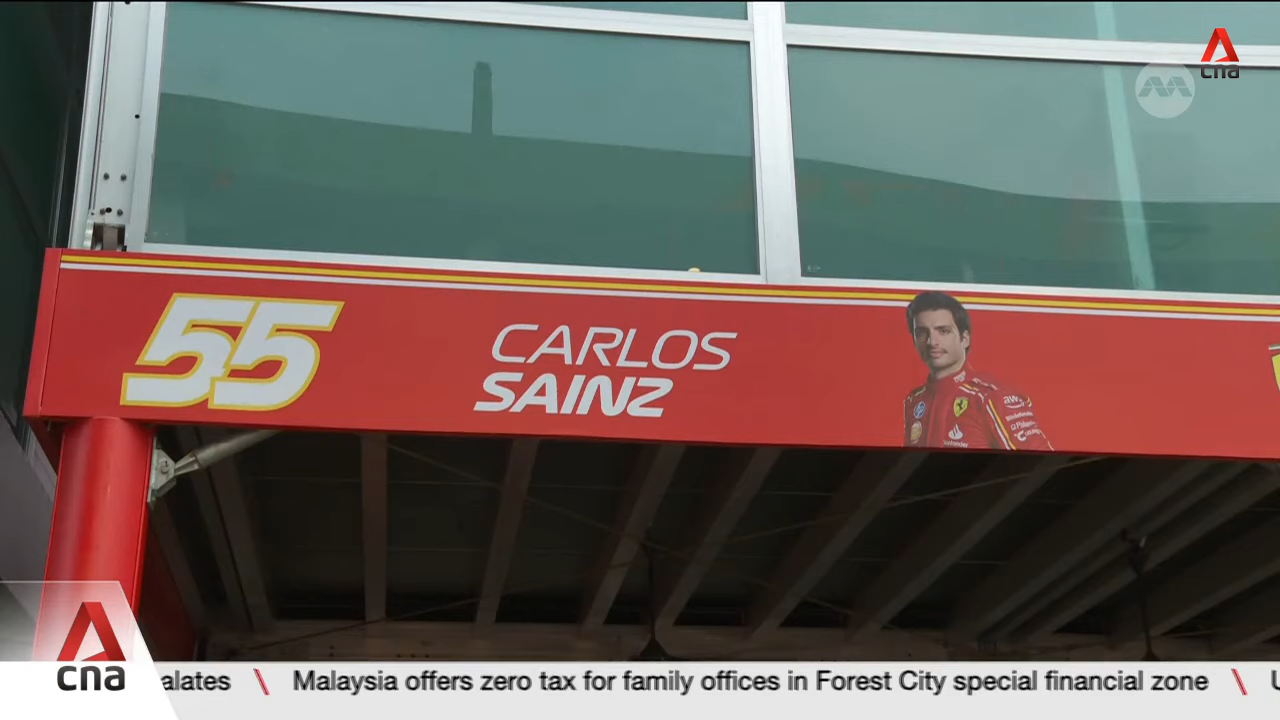 cna
55
CARLOS
SAINZ
Santander
cna
alates \ Malaysia offers zero tax for family offices in Forest City special financial zone \ U